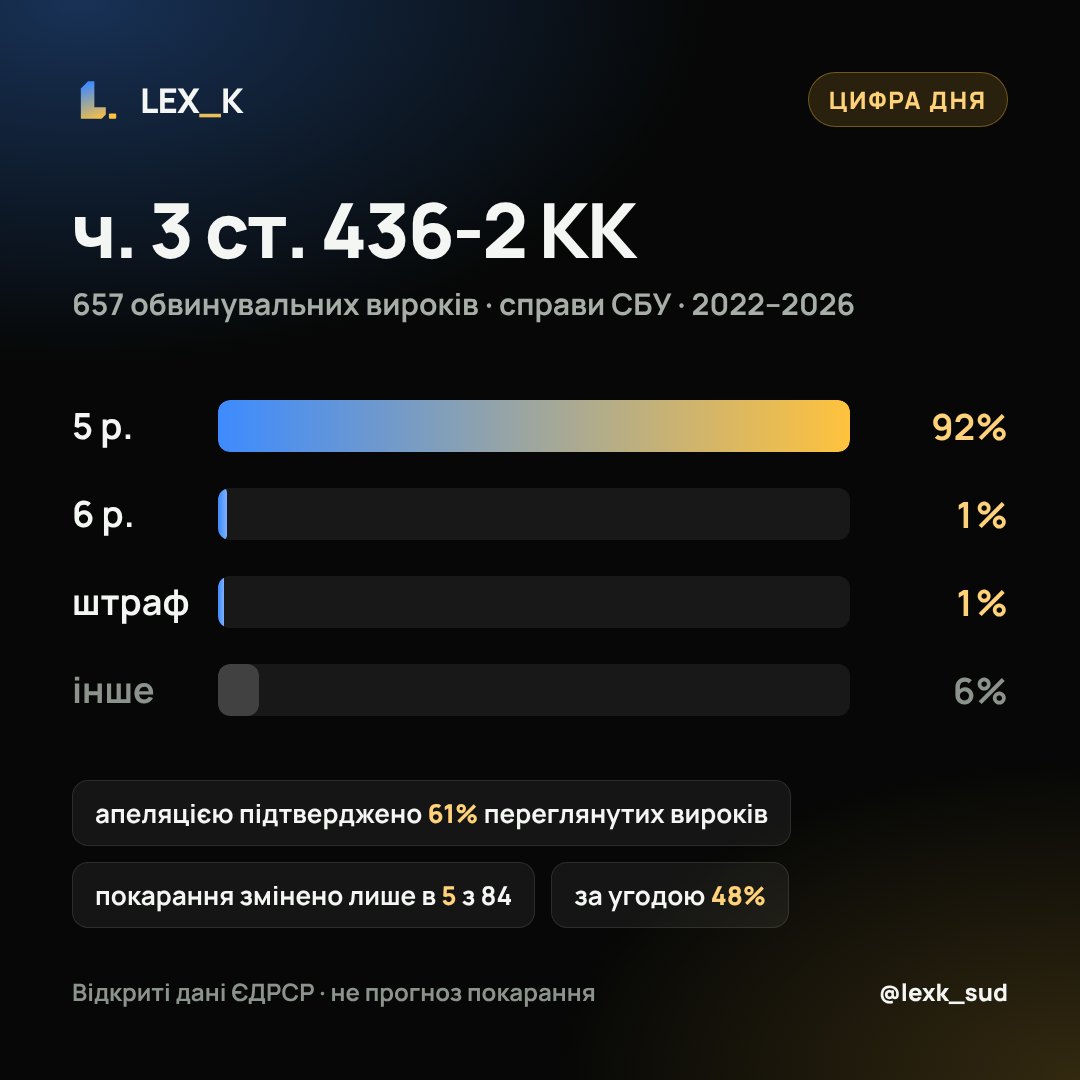 LEX_K
ЦИФРА ДНЯ
ч. 3 ст. 436-2 КК
657 обвинувальних вироків · справи СБУ · 2022–2026
5 р. 92%
6 р. 1%
штраф 1%
інше 6%
апеляцією підтверджено 61% переглянутих вироків
покарання змінено лише в 5 з 84
за угодою 48%
Відкриті дані ЄДРСР · не прогноз покарання
@lexk_sud